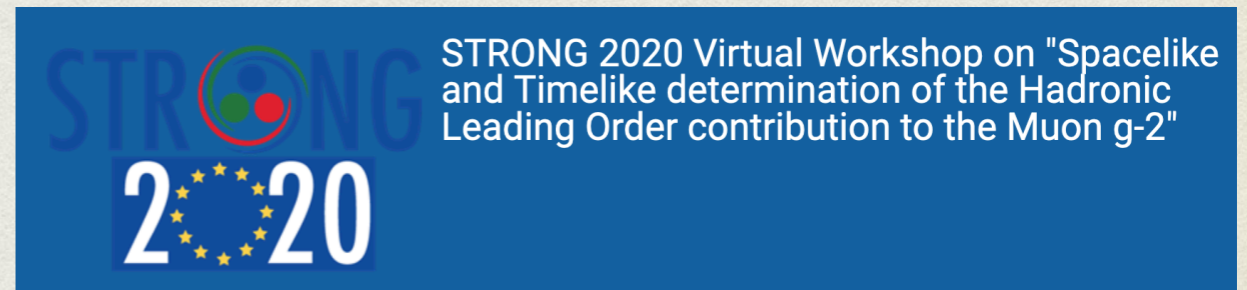 STRONG
2020
STRONG 2020 Virtual Workshop on "Spacelike
and Timelike determination of the Hadronic
Leading Order contribution to the Muon g-2"